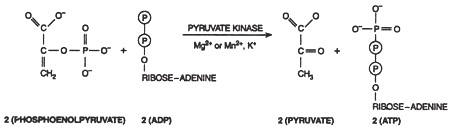 O O⁻
C
C—O—P—O⁻
O
O⁻
CH₂
+
P
P
O
RIBOSE–ADENINE
PYRUVATE KINASE
Mg²⁺ or Mn²⁺, K⁺
O O
C
C=O
CH₃
+
O⁻
⁻O—P=O
P
P
O
RIBOSE–ADENINE
2 (PHOSPHOENOLPYRUVATE) 2 (ADP) 2 (PYRUVATE) 2 (ATP)